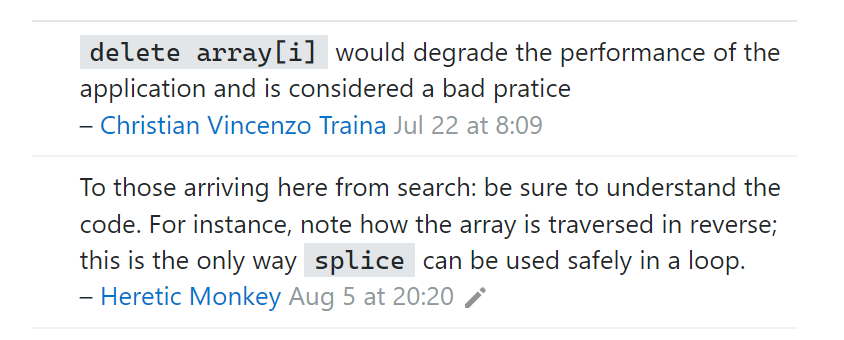 delete array[i] would degrade the performance of the
application and is considered a bad pratice
– Christian Vincenzo Traina Jul 22 at 8:09
To those arriving here from search: be sure to understand the
code. For instance, note how the array is traversed in reverse;
this is the only way splice can be used safely in a loop.
– Heretic Monkey Aug 5 at 20:20